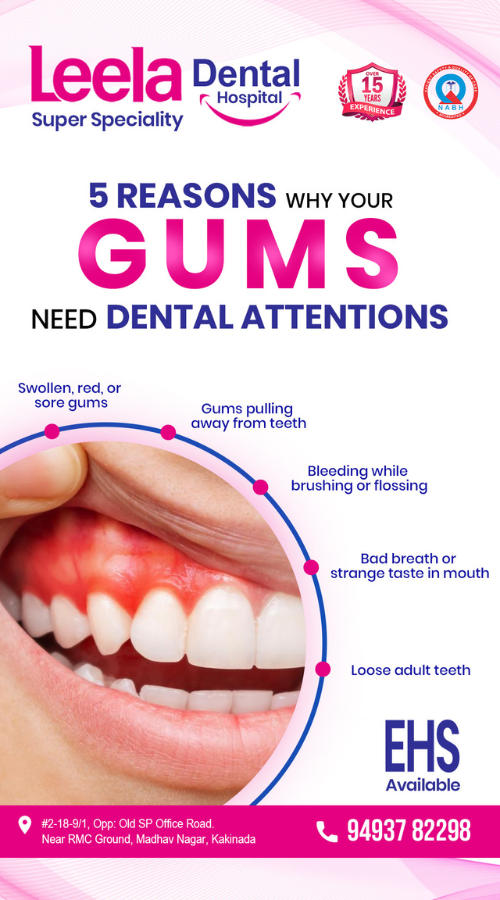 Leela Dental
Hospital
Super Speciality
OVER
15
YEARS
EXPERIENCE
NABH
5 REASONS WHY YOUR
GUMS
NEED DENTAL ATTENTIONS
Swollen, red, or
sore gums
Gums pulling
away from teeth
Bleeding while
brushing or flossing
Bad breath or
strange taste in mouth
Loose adult teeth
EHS
Available
#2-18-9/1, Opp: Old SP Office Road.
Near RMC Ground, Madhav Nagar, Kakinada
94937 82298